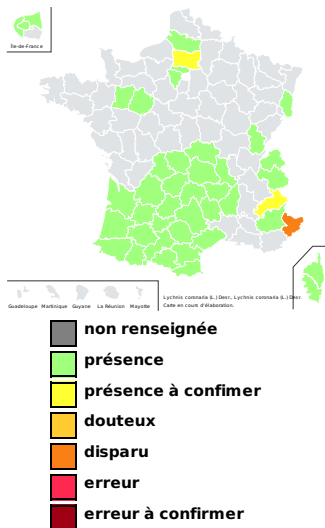 Île-de-France
Guadeloupe Martinique Guyane La Réunion Mayotte
Lychnis coronaria (L.) Desr., Lychnis coronaria (L.) Desr.
Carte en cours d'élaboration.
non renseignée
présence
présence à confimer
douteux
disparu
erreur
erreur à confirmer